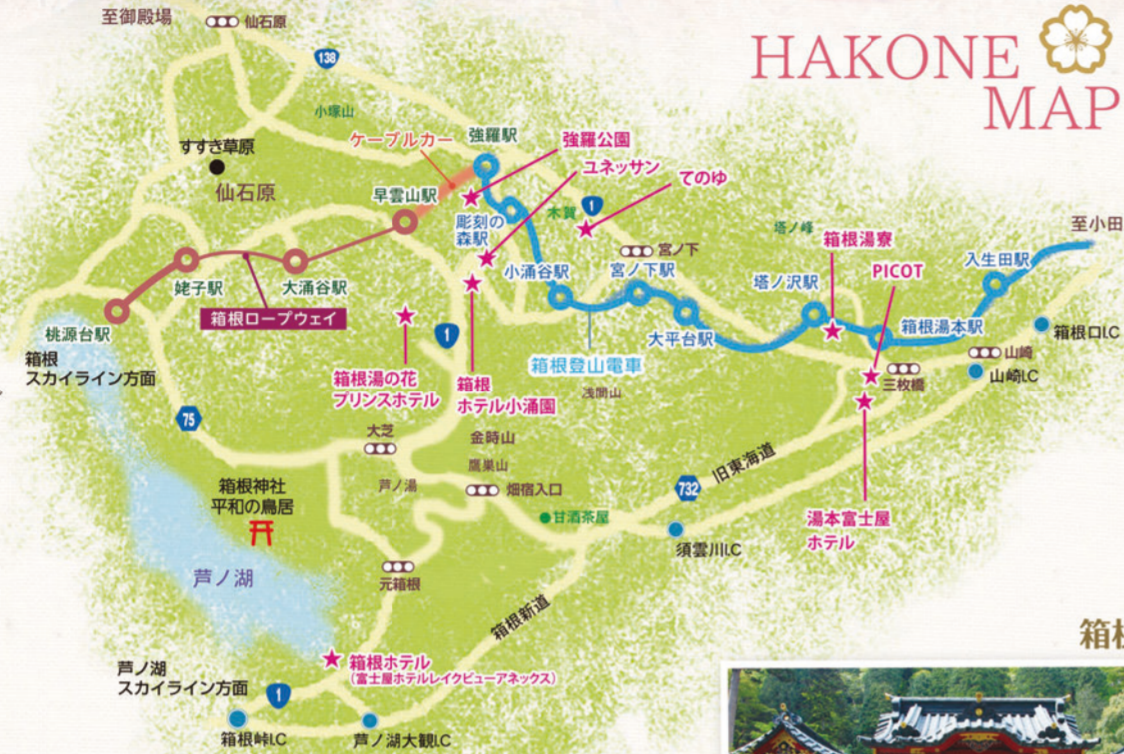 HAKONE
MAP
至御殿場
仙石原
138
小塚山
ケーブルカー
強羅駅
強羅公園
ユネッサン
てのゆ
すすき草原
仙石原
早雲山駅
彫刻の
森駅
木賀
1
塔ノ峰
至小田
宮ノ下
箱根湯寮
PICOT
入生田駅
姥子駅
大涌谷駅
小涌谷駅
宮ノ下駅
塔ノ沢駅
桃源台駅
箱根ロープウェイ
1
大平台駅
箱根湯本駅
箱根口I.C
箱根
スカイライン方面
箱根登山電車
浅間山
山崎
山崎I.C
三枚橋
箱根湯の花
プリンスホテル
箱根
ホテル小涌園
75
大芝
金時山
鷹巣山
芦ノ湯
畑宿入口
732
旧東海道
箱根神社
平和の鳥居
甘酒茶屋
湯本富士屋
ホテル
須雲川I.C
芦ノ湖
元箱根
箱根新道
箱根ホテル
(富士屋ホテルレイクビューアネックス)
芦ノ湖
スカイライン方面
1
箱根峠I.C
芦ノ湖大観I.C